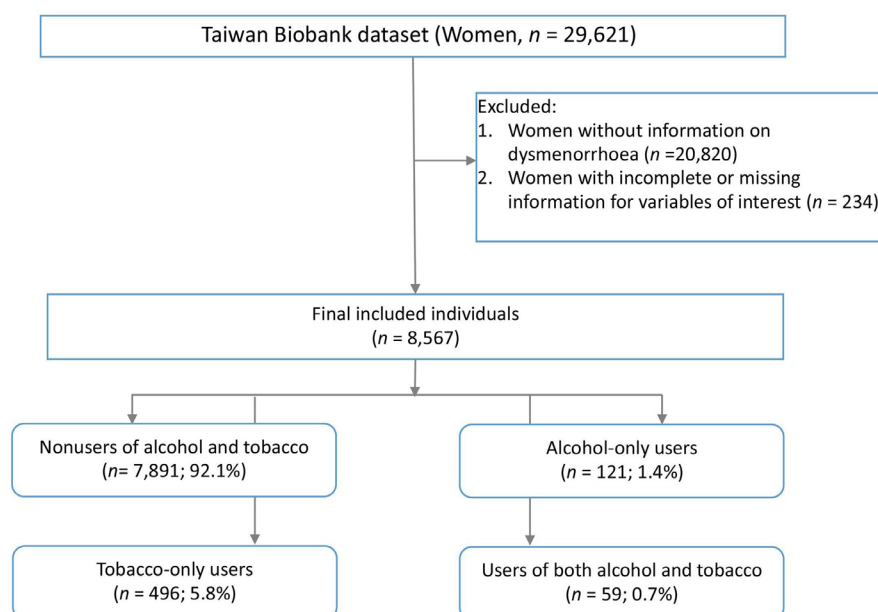 Taiwan Biobank dataset (Women, n = 29,621)
Excluded:
1. Women without information on
dysmenorrhoea (n =20,820)
2. Women with incomplete or missing
information for variables of interest (n = 234)
Final included individuals
(n = 8,567)
Nonusers of alcohol and tobacco
(n= 7,891; 92.1%)
Alcohol-only users
(n = 121; 1.4%)
Tobacco-only users
(n = 496; 5.8%)
Users of both alcohol and tobacco
(n = 59; 0.7%)